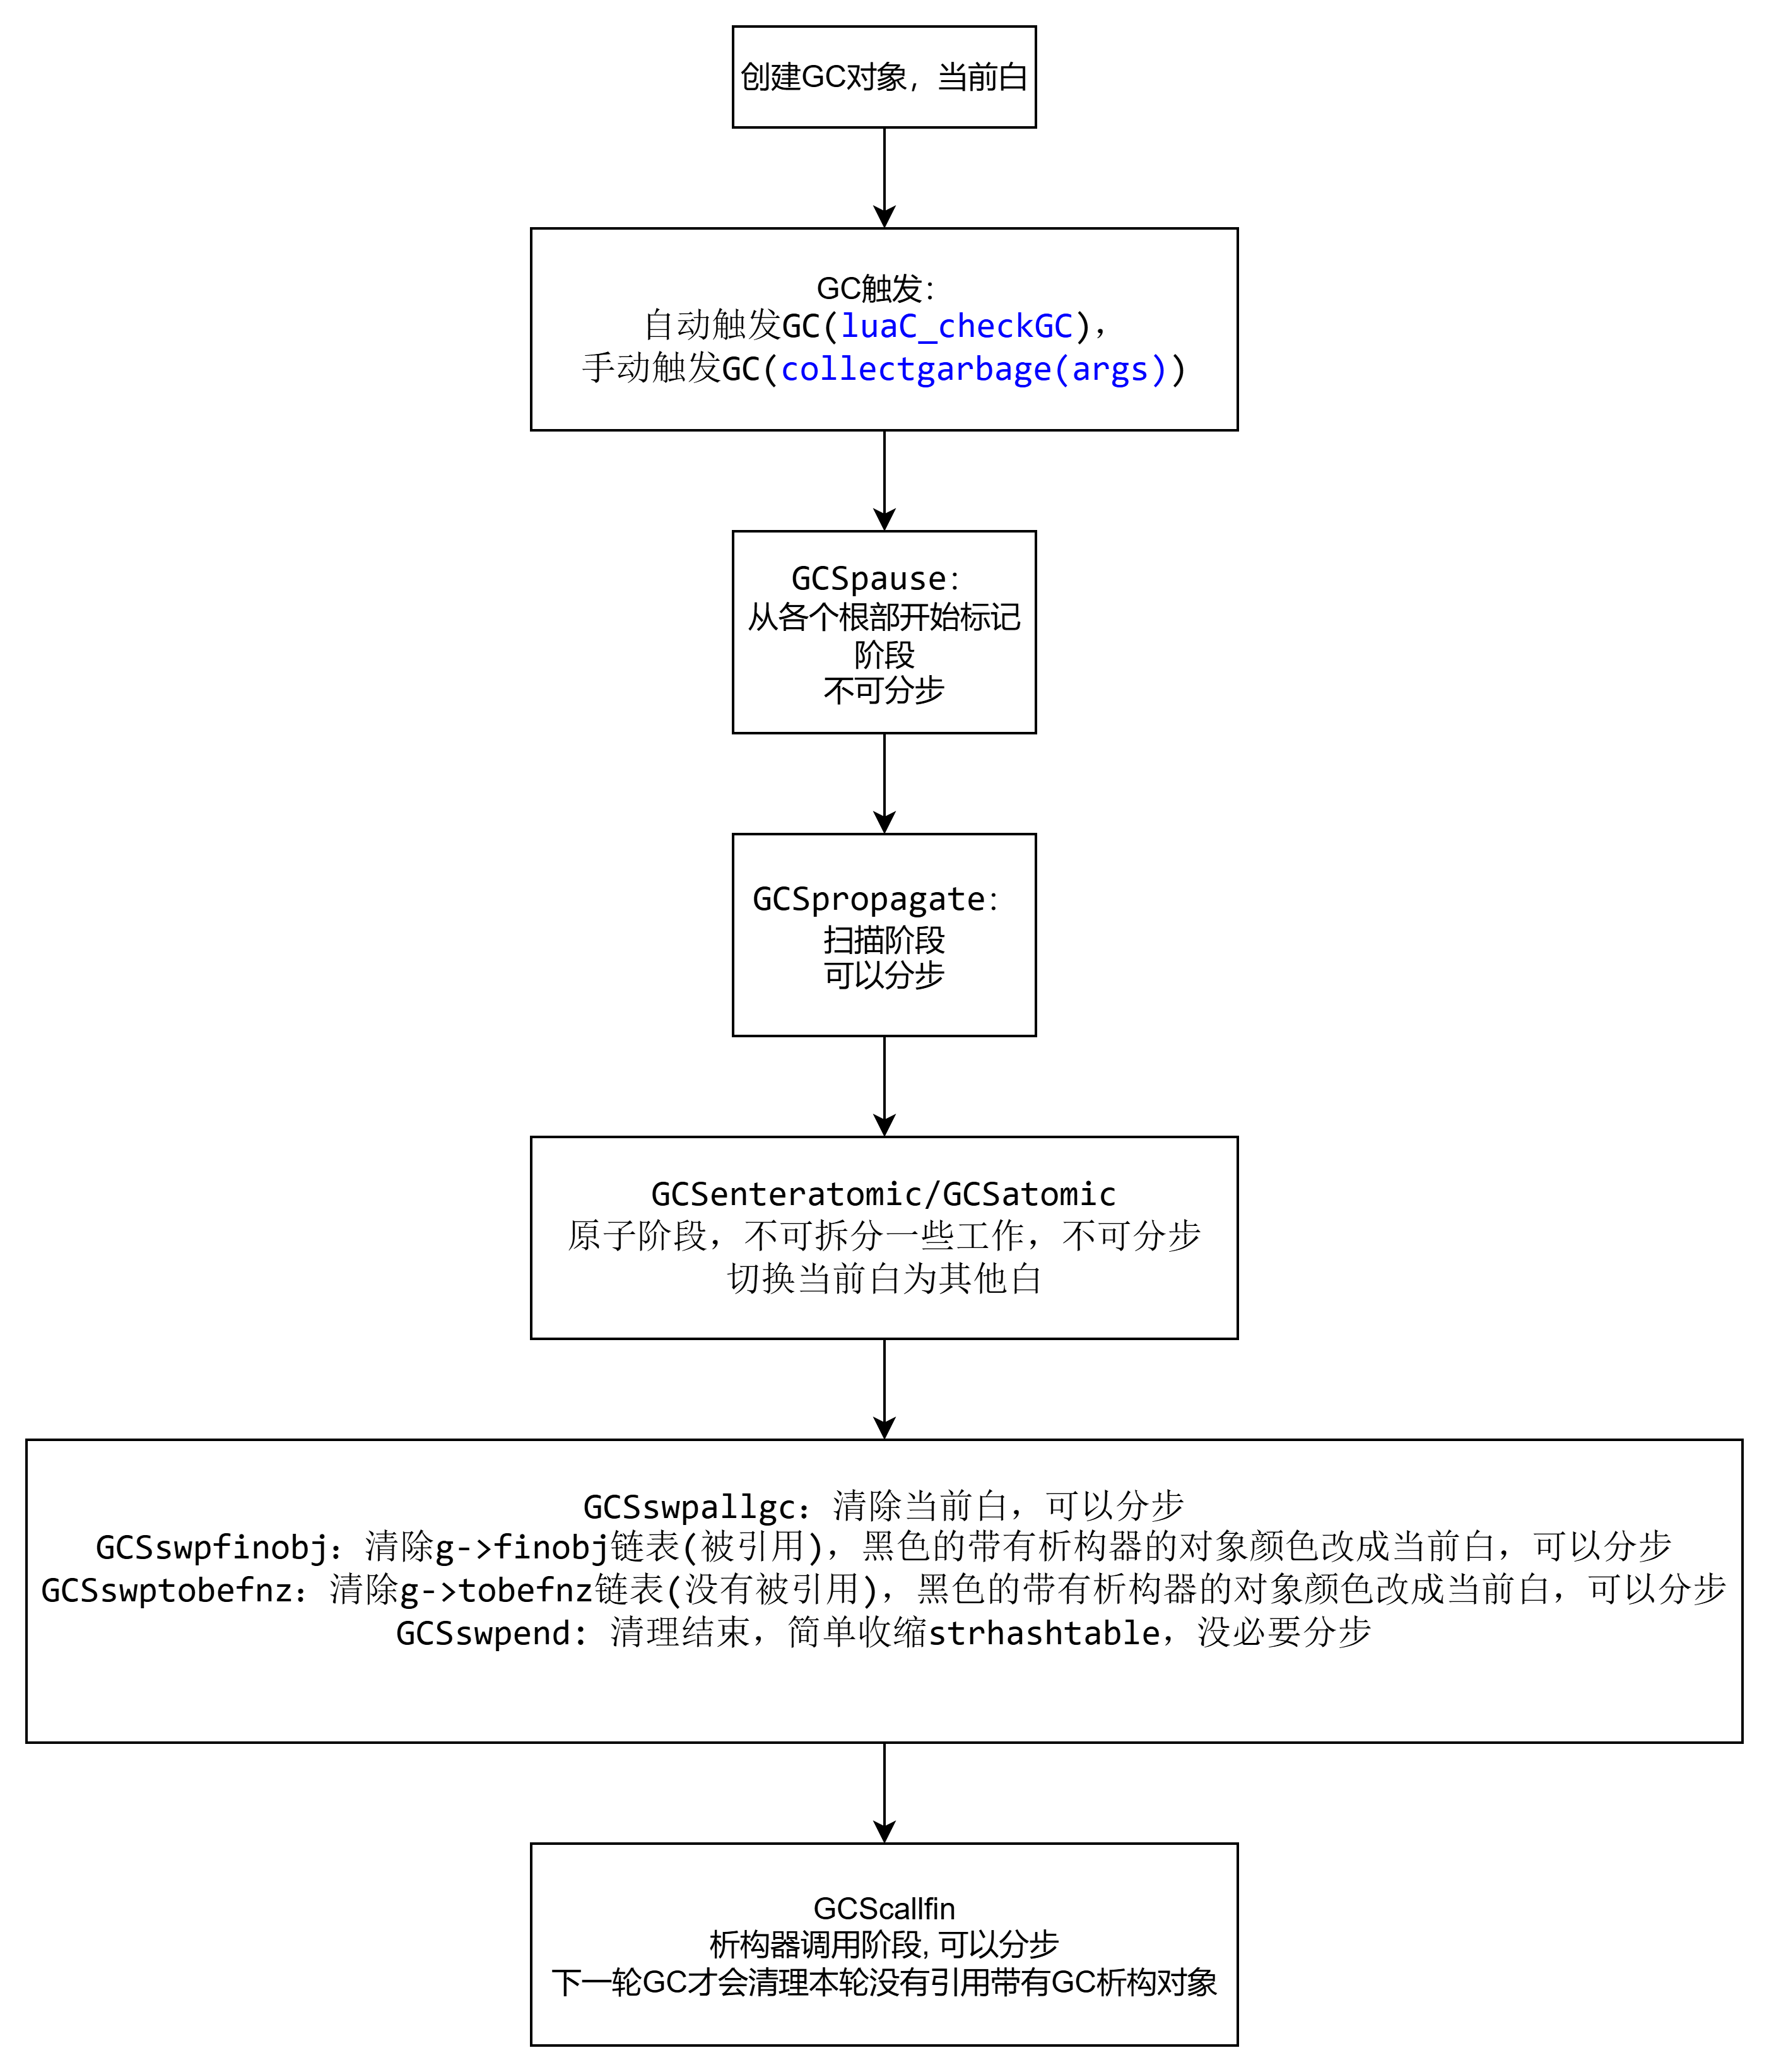 创建GC对象，当前白
GC触发：
自动触发GC(luaC_checkGC)，
手动触发GC(collectgarbage(args))
GCSpause：
从各个根部开始标记
阶段
不可分步
GCSpropagate：
扫描阶段
可以分步
GCSenteratomic/GCSatomic
原子阶段，不可拆分一些工作，不可分步
切换当前白为其他白
GCSswpallgc：清除当前白，可以分步
GCSswpfinobj：清除g->finobj链表(被引用)，黑色的带有析构器的对象颜色改成当前白，可以分步
GCSswptobefnz：清除g->tobefnz链表(没有被引用)，黑色的带有析构器的对象颜色改成当前白，可以分步
GCSswpend: 清理结束，简单收缩strhashtable，没必要分步
GCScallfin
析构器调用阶段, 可以分步
下一轮GC才会清理本轮没有引用带有GC析构对象